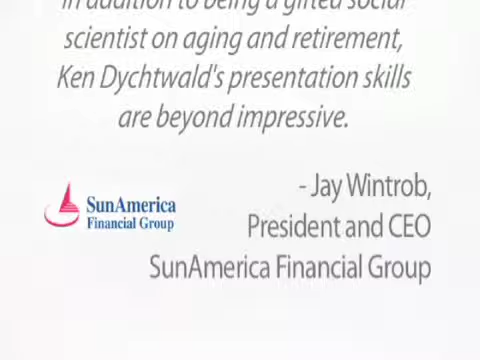 In addition to being a gifted social
scientist on aging and retirement,
Ken Dychtwald's presentation skills
are beyond impressive.
- Jay Wintrob,
President and CEO
SunAmerica Financial Group
SunAmerica
Financial Group